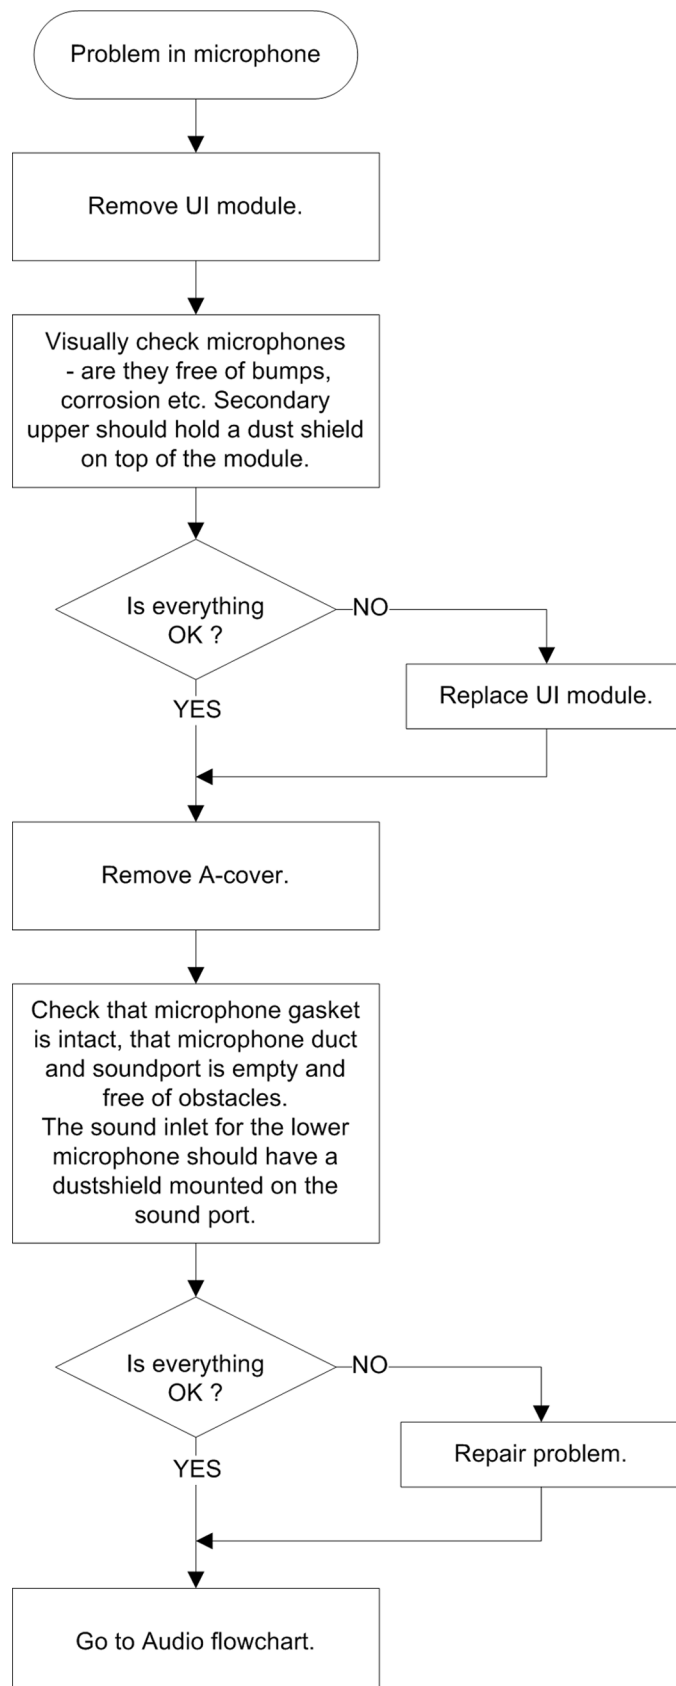 Problem in microphone
Remove UI module.
Visually check microphones
- are they free of bumps,
corrosion etc. Secondary
upper should hold a dust shield
on top of the module.
Is everything
OK ?
NO
Replace UI module.
YES
Remove A-cover.
Check that microphone gasket
is intact, that microphone duct
and soundport is empty and
free of obstacles.
The sound inlet for the lower
microphone should have a
dustshield mounted on the
sound port.
Is everything
OK ?
NO
Repair problem.
YES
Go to Audio flowchart.